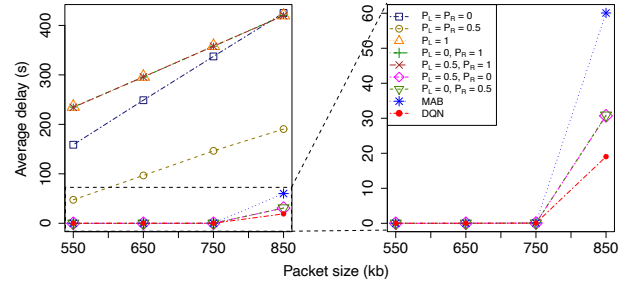 Average delay (s)
400
300
200
100
0
550 650 750 850
60
50
40
30
20
10
0
550 650 750 850
P_L = P_R = 0
P_L = P_R = 0.5
P_L = 1
P_L = 0, P_R = 1
P_L = 0.5, P_R = 1
P_L = 0.5, P_R = 0
P_L = 0, P_R = 0.5
MAB
DQN
Packet size (kb)